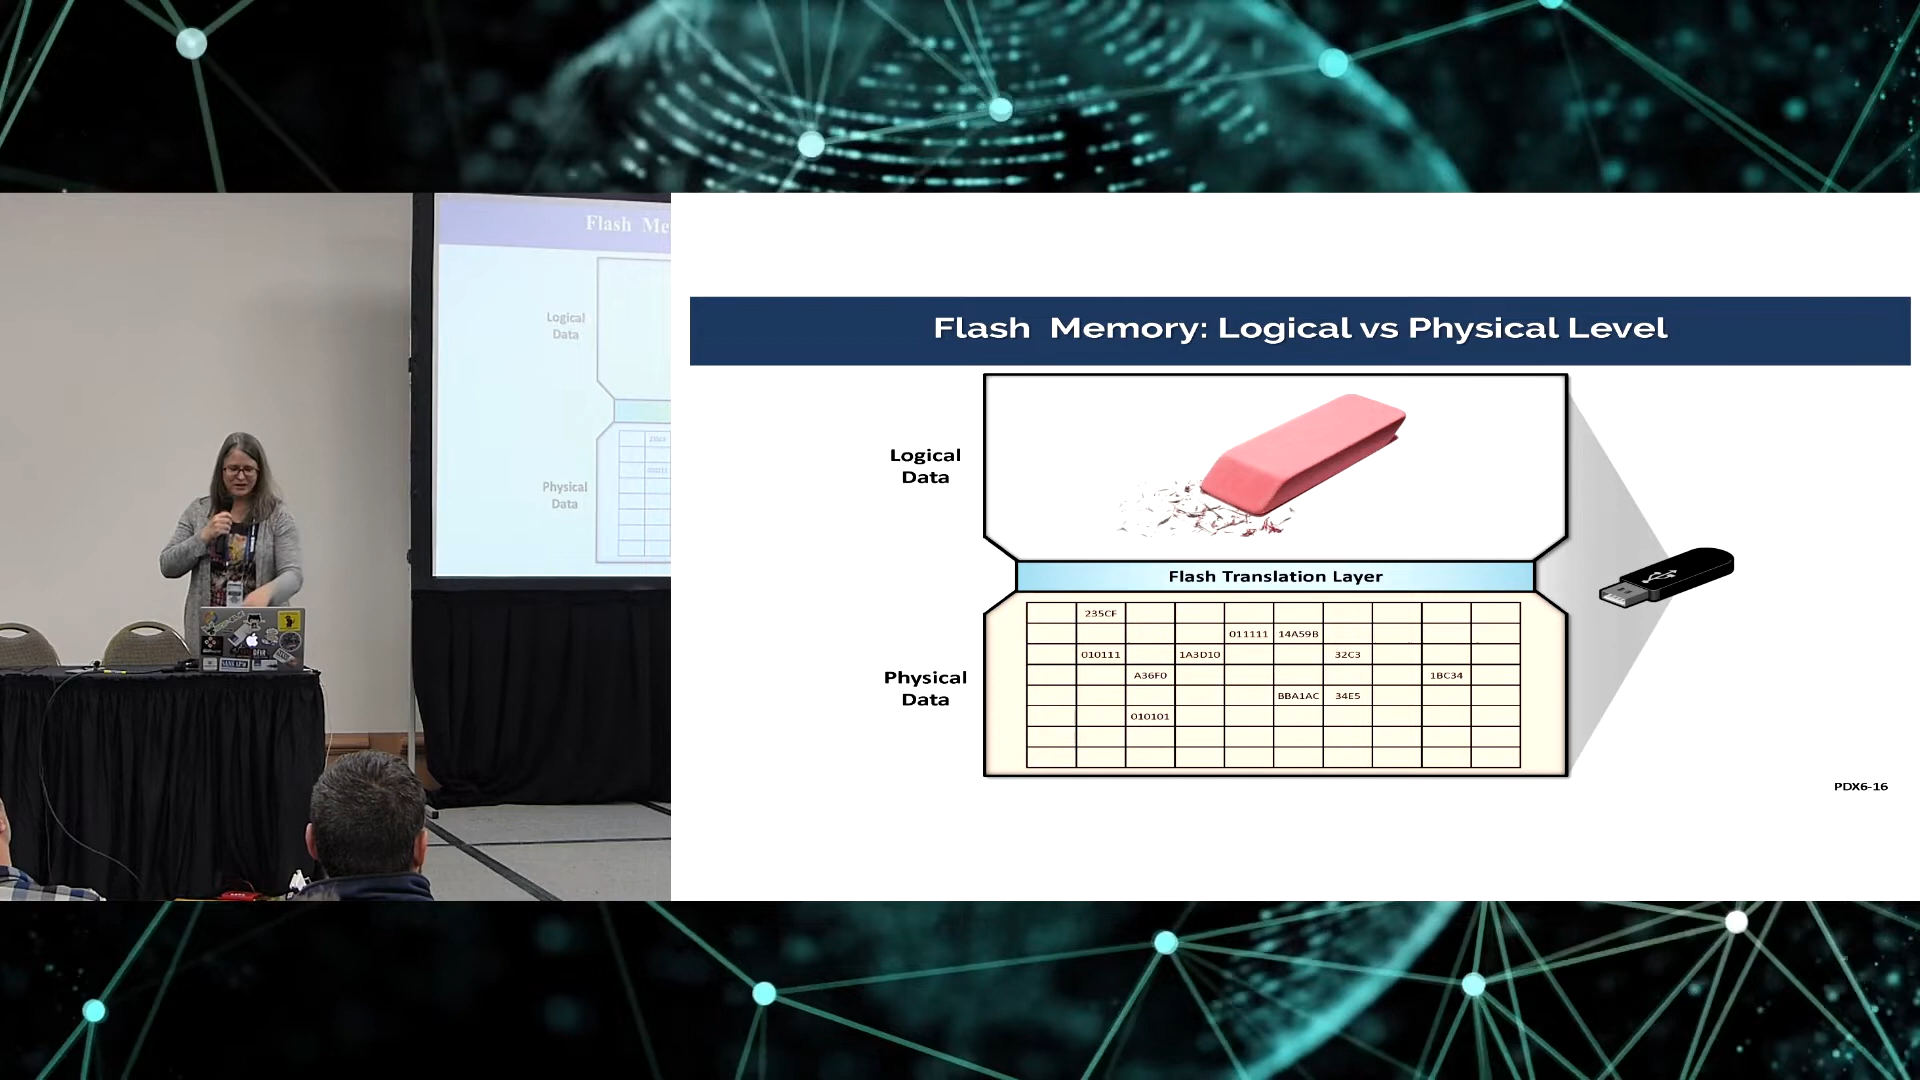 Flash Me
Logical
Data
Physical
Data
Flash Memory: Logical vs Physical Level
Logical
Data
Flash Translation Layer
235CF
011111 14A59B
010111 1A3D10 32C3
A36F0 1BC34
BBA1AC 34E5
010101
Physical
Data
PDX6-16